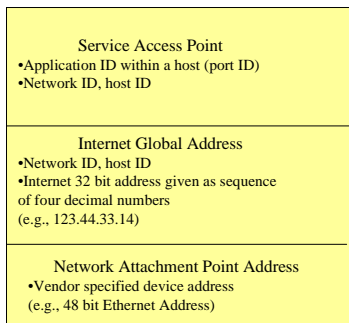 Service Access Point
•Application ID within a host (port ID)
•Network ID, host ID
Internet Global Address
•Network ID, host ID
•Internet 32 bit address given as sequence
of four decimal numbers
(e.g., 123.44.33.14)
Network Attachment Point Address
•Vendor specified device address
(e.g., 48 bit Ethernet Address)